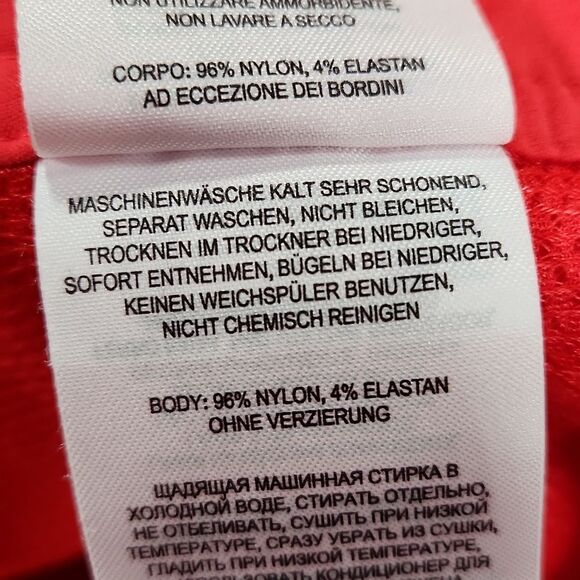 NON UTILIZZARE AMMORBIDENTE,
NON LAVARE A SECCO
CORPO: 96% NYLON, 4% ELASTAN
AD ECCEZIONE DEI BORDINI
MASCHINENWÄSCHE KALT SEHR SCHONEND,
SEPARAT WASCHEN, NICHT BLEICHEN,
TROCKNEN IM TROCKNER BEI NIEDRIGER,
SOFORT ENTNEHMEN, BÜGELN BEI NIEDRIGER,
KEINEN WEICHSPÜLER BENUTZEN,
NICHT CHEMISCH REINIGEN
BODY: 96% NYLON, 4% ELASTAN
OHNE VERZIERUNG
ЩАДЯЩАЯ МАШИННАЯ СТИРКА В
ХОЛОДНОЙ ВОДЕ, СТИРАТЬ ОТДЕЛЬНО,
НЕ ОТБЕЛИВАТЬ, СУШИТЬ ПРИ НИЗКОЙ
ТЕМПЕРАТУРЕ, СРАЗУ УБРАТЬ ИЗ СУШКИ,
ГЛАДИТЬ ПРИ НИЗКОЙ ТЕМПЕРАТУРЕ,
КОНДИЦИОНЕР ДЛЯ